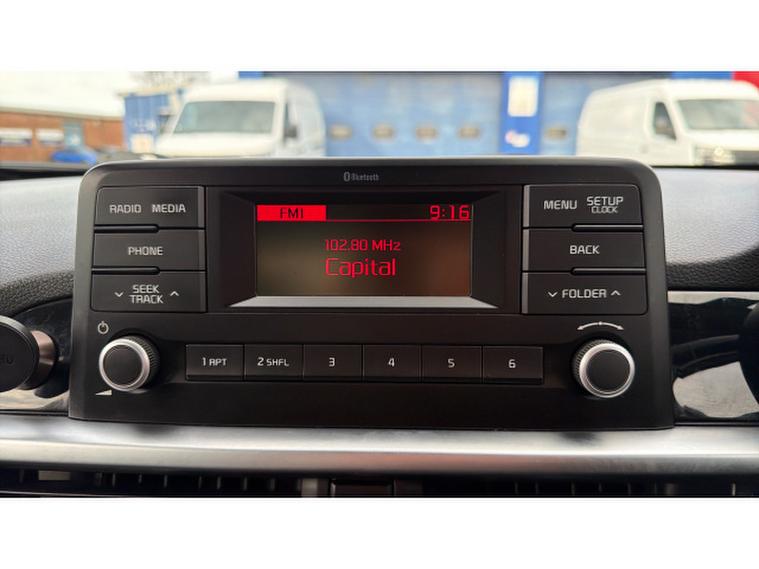 Bluetooth
RADIO MEDIA
PHONE
SEEK
TRACK
FM1 9:16
102.80 MHz
Capital
MENU SETUP
CLOCK
BACK
FOLDER
1 RPT 2 SHFL 3 4 5 6